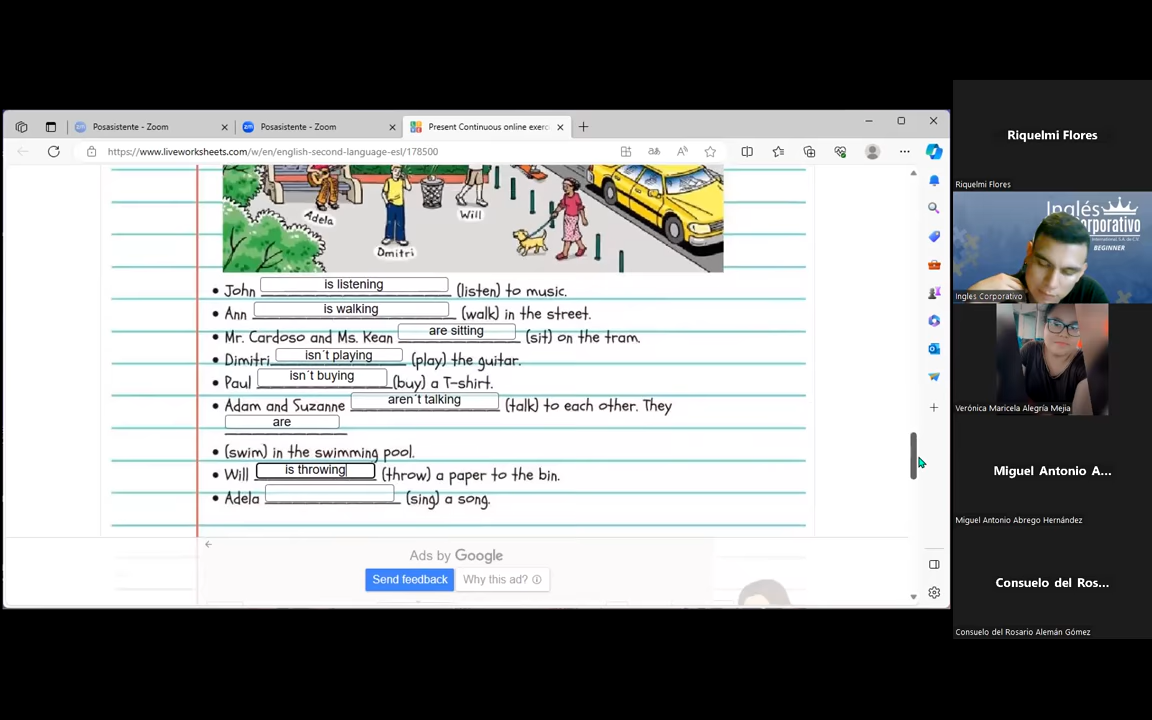 Posasistente - Zoom
Posasistente - Zoom
Present Continuous online exerc
https://www.liveworksheets.com/w/en/english-second-language-esl/178500
Adela
Will
Dmitri
• John is listening (listen) to music.
• Ann is walking (walk) in the street.
• Mr. Cardoso and Ms. Kean are sitting (sit) on the tram.
• Dimitri isn´t playing (play) the guitar.
• Paul isn´t buying (buy) a T-shirt.
• Adam and Suzanne aren´t talking (talk) to each other. They
are
• (swim) in the swimming pool.
• Will is throwing (throw) a paper to the bin.
• Adela (sing) a song.
Ads by Google
Send feedback
Why this ad?
Riquelmi Flores
Riquelmi Flores
Inglés
Corporativo
International, S.A. de C.V.
BEGINNER
Ingles Corporativo
Verónica Maricela Alegría Mejia
Miguel Antonio A...
Miguel Antonio Abrego Hernández
Consuelo del Ros...
Consuelo del Rosario Alemán Gómez